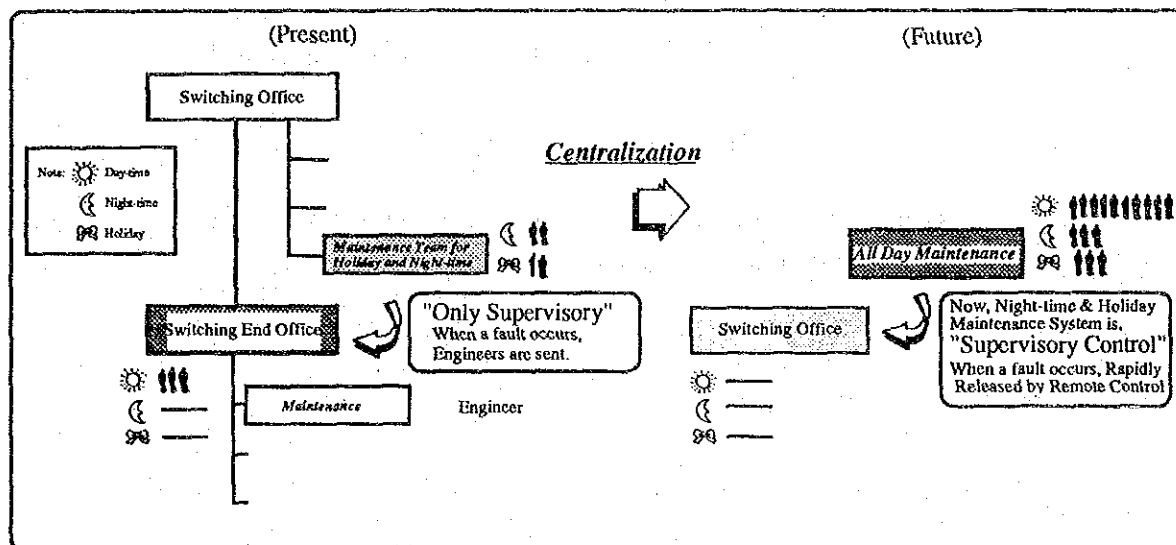 (Present)
(Future)
Switching Office
Centralization
Note: Day-time
Night-time
Holiday
Maintenance Team for
Holiday and Night-time
All Day Maintenance
Switching End Office
"Only Supervisory"
When a fault occurs,
Engineers are sent.
Switching Office
Now, Night-time & Holiday
Maintenance System is,
"Supervisory Control"
When a fault occurs, Rapidly
Released by Remote Control
Maintenance
Engineer